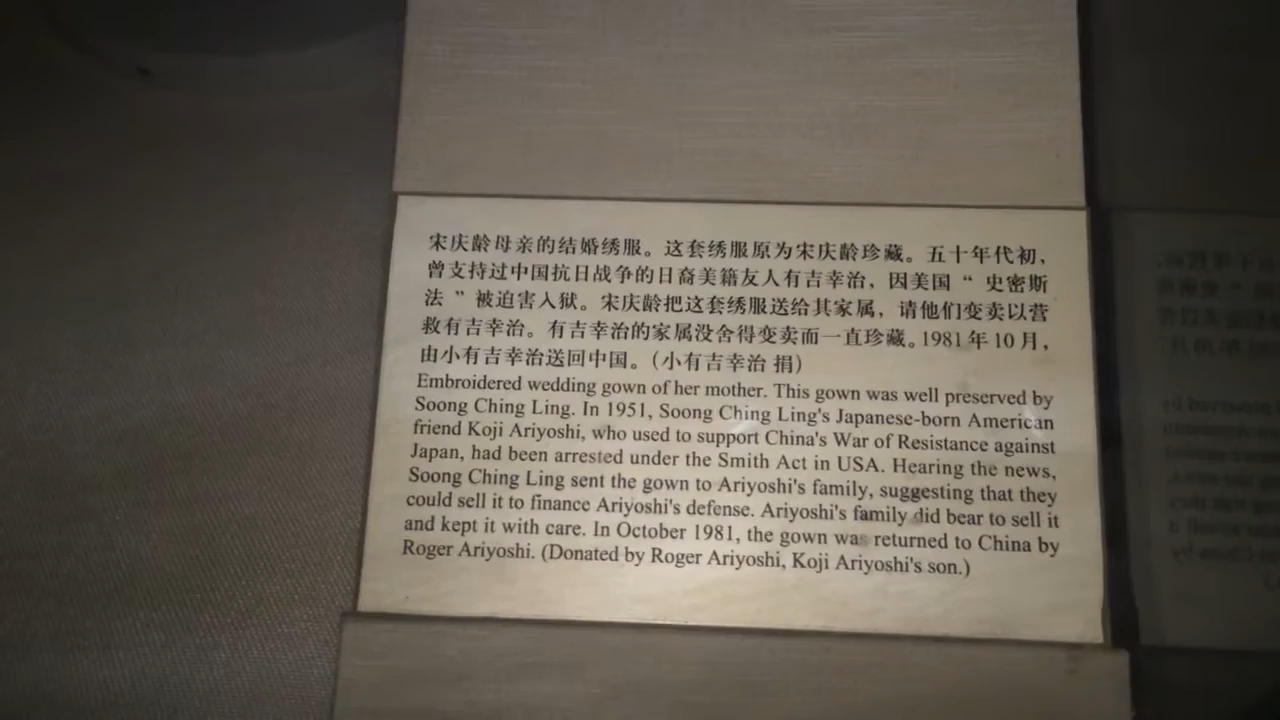 宋庆龄母亲的结婚绣服。这套绣服原为宋庆龄珍藏。五十年代初，
曾支持过中国抗日战争的日裔美籍友人有吉幸治，因美国“史密斯
法”被迫害入狱。宋庆龄把这套绣服送给其家属，请他们变卖以营
救有吉幸治。有吉幸治的家属没舍得变卖而一直珍藏。1981年10月，
由小有吉幸治送回中国。（小有吉幸治 捐）
Embroidered wedding gown of her mother. This gown was well preserved by
Soong Ching Ling. In 1951, Soong Ching Ling's Japanese-born American
friend Koji Ariyoshi, who used to support China's War of Resistance against
Japan, had been arrested under the Smith Act in USA. Hearing the news,
Soong Ching Ling sent the gown to Ariyoshi's family, suggesting that they
could sell it to finance Ariyoshi's defense. Ariyoshi's family did bear to sell it
and kept it with care. In October 1981, the gown was returned to China by
Roger Ariyoshi. (Donated by Roger Ariyoshi, Koji Ariyoshi's son.)